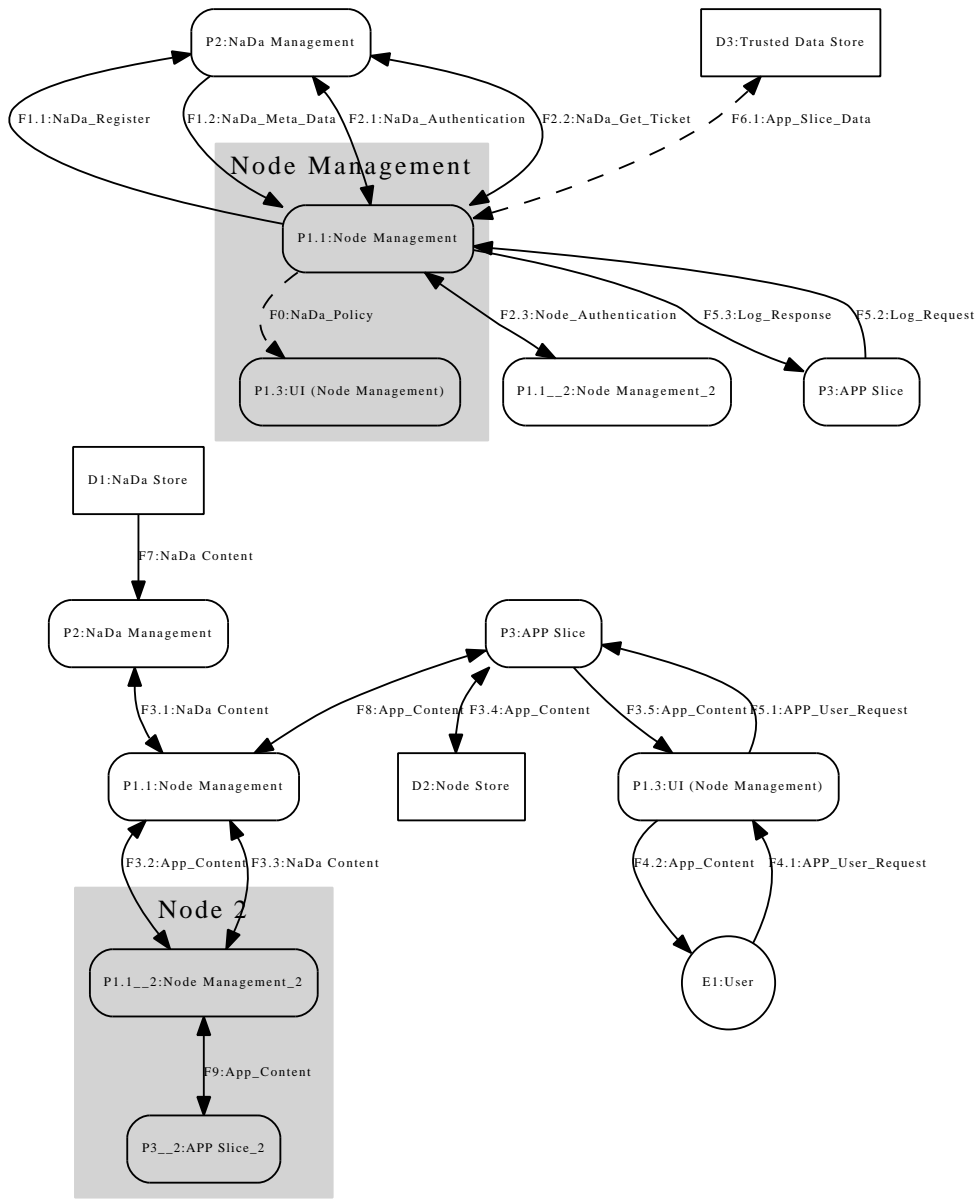 P2:NaDa Management
D3:Trusted Data Store
F1.1:NaDa_Register
F1.2:NaDa_Meta_Data
F2.1:NaDa_Authentication
F2.2:NaDa_Get_Ticket
F6.1:App_Slice_Data
Node Management
P1.1:Node Management
F0:NaDa_Policy
F2.3:Node_Authentication
F5.3:Log_Response
F5.2:Log_Request
P1.3:UI (Node Management)
P1.1__2:Node Management_2
P3:APP Slice
D1:NaDa Store
F7:NaDa Content
P2:NaDa Management
P3:APP Slice
F3.1:NaDa Content
F8:App_Content
F3.4:App_Content
F3.5:App_Content
F5.1:APP_User_Request
P1.1:Node Management
D2:Node Store
P1.3:UI (Node Management)
F3.2:App_Content
F3.3:NaDa Content
F4.2:App_Content
F4.1:APP_User_Request
Node 2
P1.1__2:Node Management_2
E1:User
F9:App_Content
P3__2:APP Slice_2